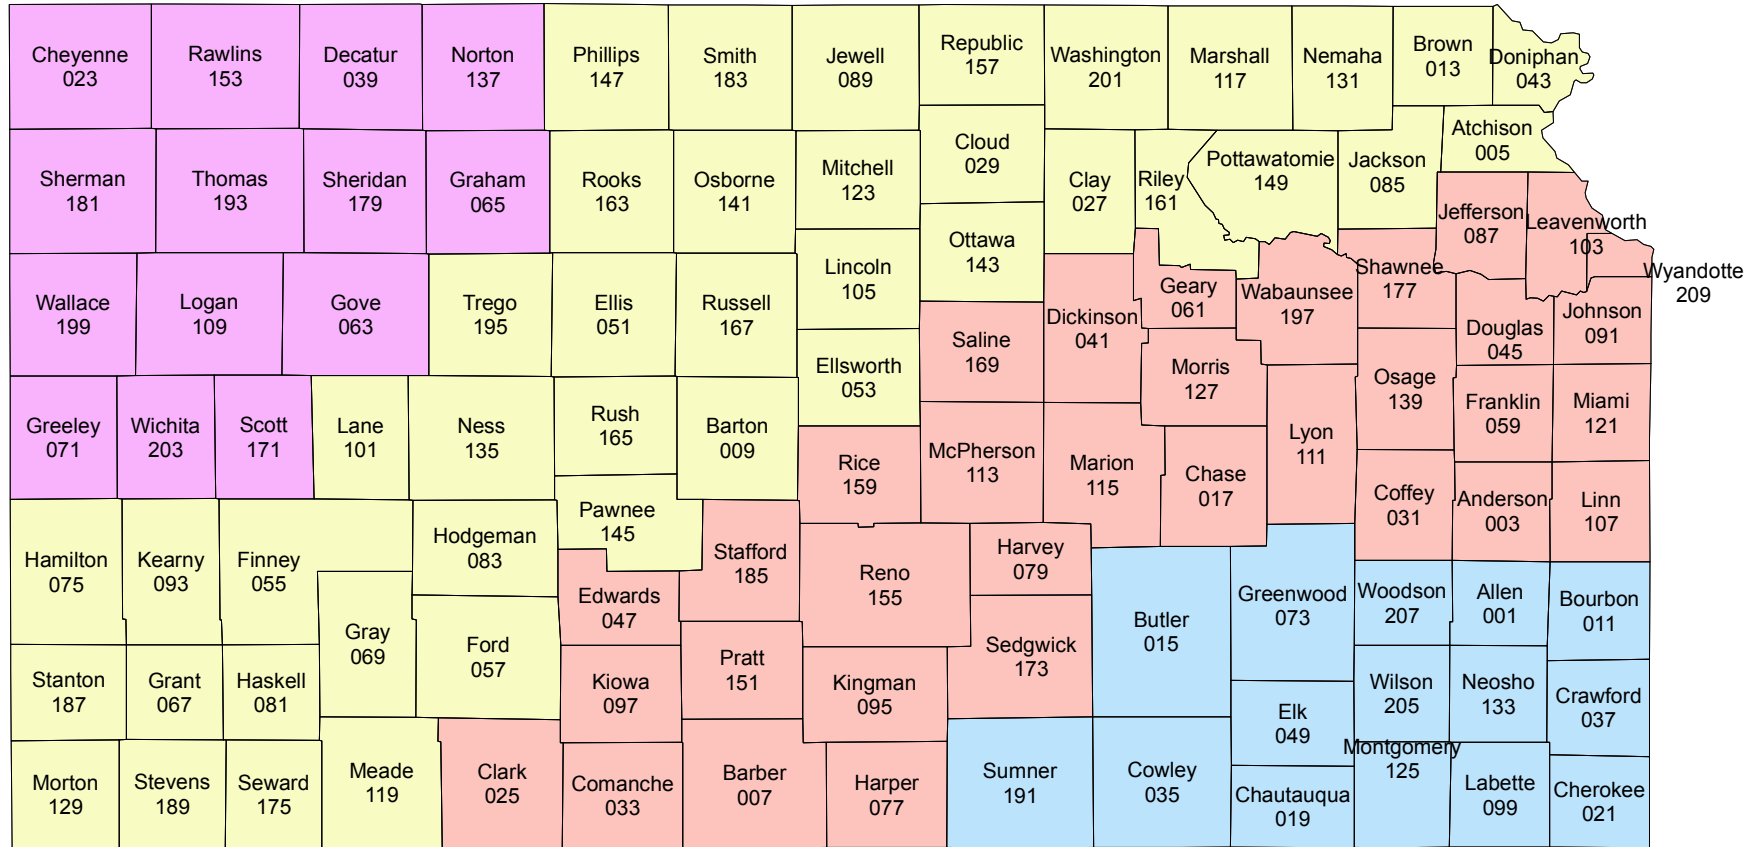 Cheyenne
023
Rawlins
153
Decatur
039
Norton
137
Phillips
147
Smith
183
Jewell
089
Republic
157
Washington
201
Marshall
117
Nemaha
131
Brown
013
Doniphan
043
Sherman
181
Thomas
193
Sheridan
179
Graham
065
Rooks
163
Osborne
141
Mitchell
123
Cloud
029
Clay
027
Riley
161
Pottawatomie
149
Jackson
085
Atchison
005
Jefferson
087
Leavenworth
103
Wyandotte
209
Wallace
199
Logan
109
Gove
063
Trego
195
Ellis
051
Russell
167
Lincoln
105
Ottawa
143
Ellsworth
053
Saline
169
Dickinson
041
Geary
061
Wabaunsee
197
Shawnee
177
Douglas
045
Johnson
091
Morris
127
Osage
139
Franklin
059
Miami
121
Greeley
071
Wichita
203
Scott
171
Lane
101
Ness
135
Rush
165
Barton
009
Rice
159
McPherson
113
Marion
115
Chase
017
Lyon
111
Coffey
031
Anderson
003
Linn
107
Hamilton
075
Kearny
093
Finney
055
Hodgeman
083
Pawnee
145
Stafford
185
Edwards
047
Reno
155
Harvey
079
Butler
015
Greenwood
073
Woodson
207
Allen
001
Bourbon
011
Gray
069
Ford
057
Kiowa
097
Pratt
151
Kingman
095
Sedgwick
173
Stanton
187
Grant
067
Haskell
081
Elk
049
Wilson
205
Neosho
133
Crawford
037
Morton
129
Stevens
189
Seward
175
Meade
119
Clark
025
Comanche
033
Barber
007
Harper
077
Sumner
191
Cowley
035
Chautauqua
019
Montgomery
125
Labette
099
Cherokee
021